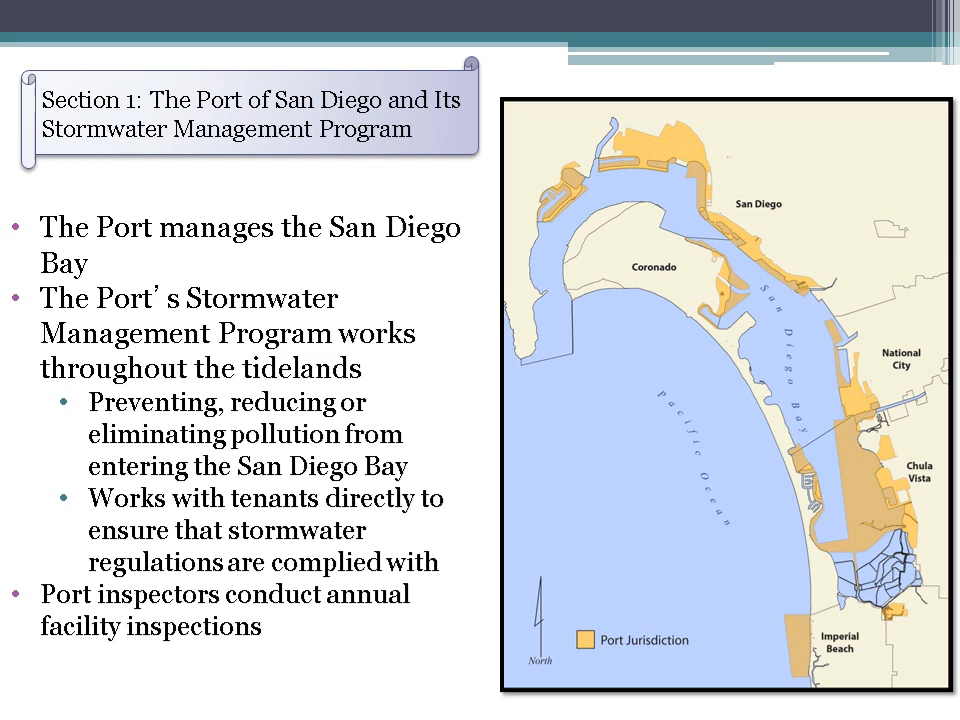 Section 1: The Port of San Diego and Its
Stormwater Management Program
• The Port manages the San Diego
Bay
• The Port’s Stormwater
Management Program works
throughout the tidelands
• Preventing, reducing or
eliminating pollution from
entering the San Diego Bay
• Works with tenants directly to
ensure that stormwater
regulations are complied with
• Port inspectors conduct annual
facility inspections
San Diego
Coronado
San Diego Bay
National
City
Pacific Ocean
Chula
Vista
Port Jurisdiction
Imperial
Beach
North